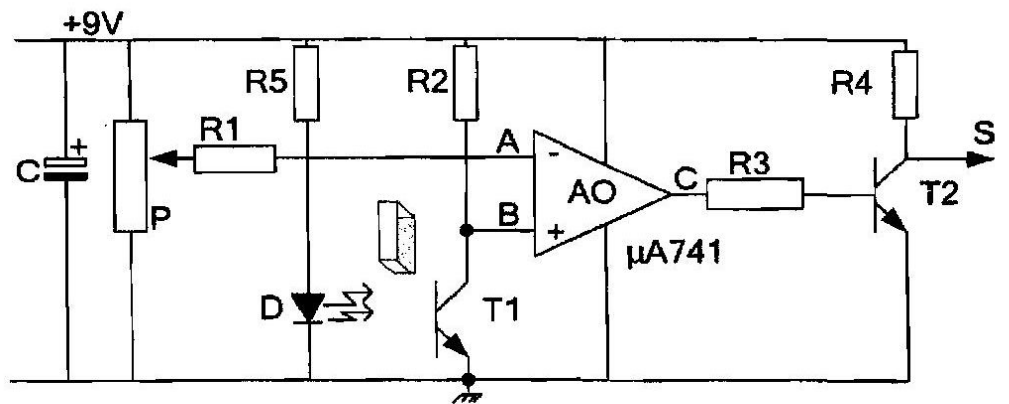 +9V
R5
R2
R4
R1
A
-
S
C
+
AO
C
R3
T2
P
B
+
µA741
D
T1